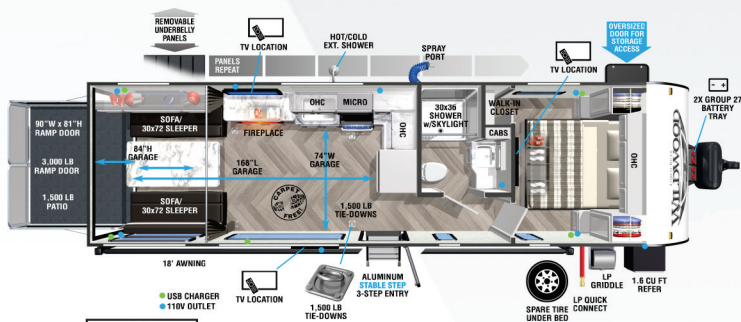 REMOVABLE
UNDERBELLY
PANELS
TV LOCATION
HOT/COLD
EXT. SHOWER
SPRAY
PORT
OVERSIZED
DOOR FOR
STORAGE
ACCESS
TV LOCATION
PANELS
REPEAT
- +
2X GROUP 27
BATTERY
TRAY
90"W x 81"H
RAMP DOOR
3,000 LB
RAMP DOOR
1,500 LB
PATIO
SOFA/
30x72 SLEEPER
84"H
GARAGE
SOFA/
30x72 SLEEPER
FIREPLACE
168"L
GARAGE
74"W
GARAGE
CARPET
FREE!
OHC
MICRO
OHC
30x36
SHOWER
w/SKYLIGHT
WALK-IN
CLOSET
CABS
OHC
WILDWOOD
1,500 LB
TIE-DOWNS
18' AWNING
USB CHARGER
110V OUTLET
TV LOCATION
1,500 LB
TIE-DOWNS
ALUMINUM
STABLE STEP
3-STEP ENTRY
SPARE TIRE
UNDER BED
LP QUICK
CONNECT
LP
GRIDDLE
1.6 CU FT
REFER